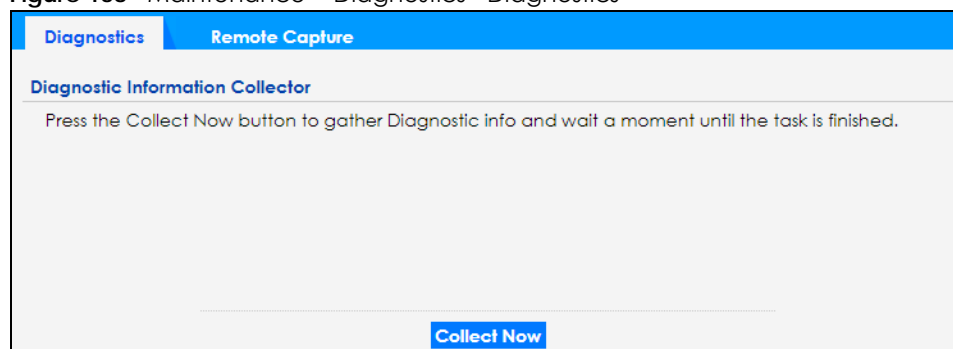 Diagnostics Remote Capture
Diagnostic Information Collector
Press the Collect Now button to gather Diagnostic info and wait a moment until the task is finished.
Collect Now